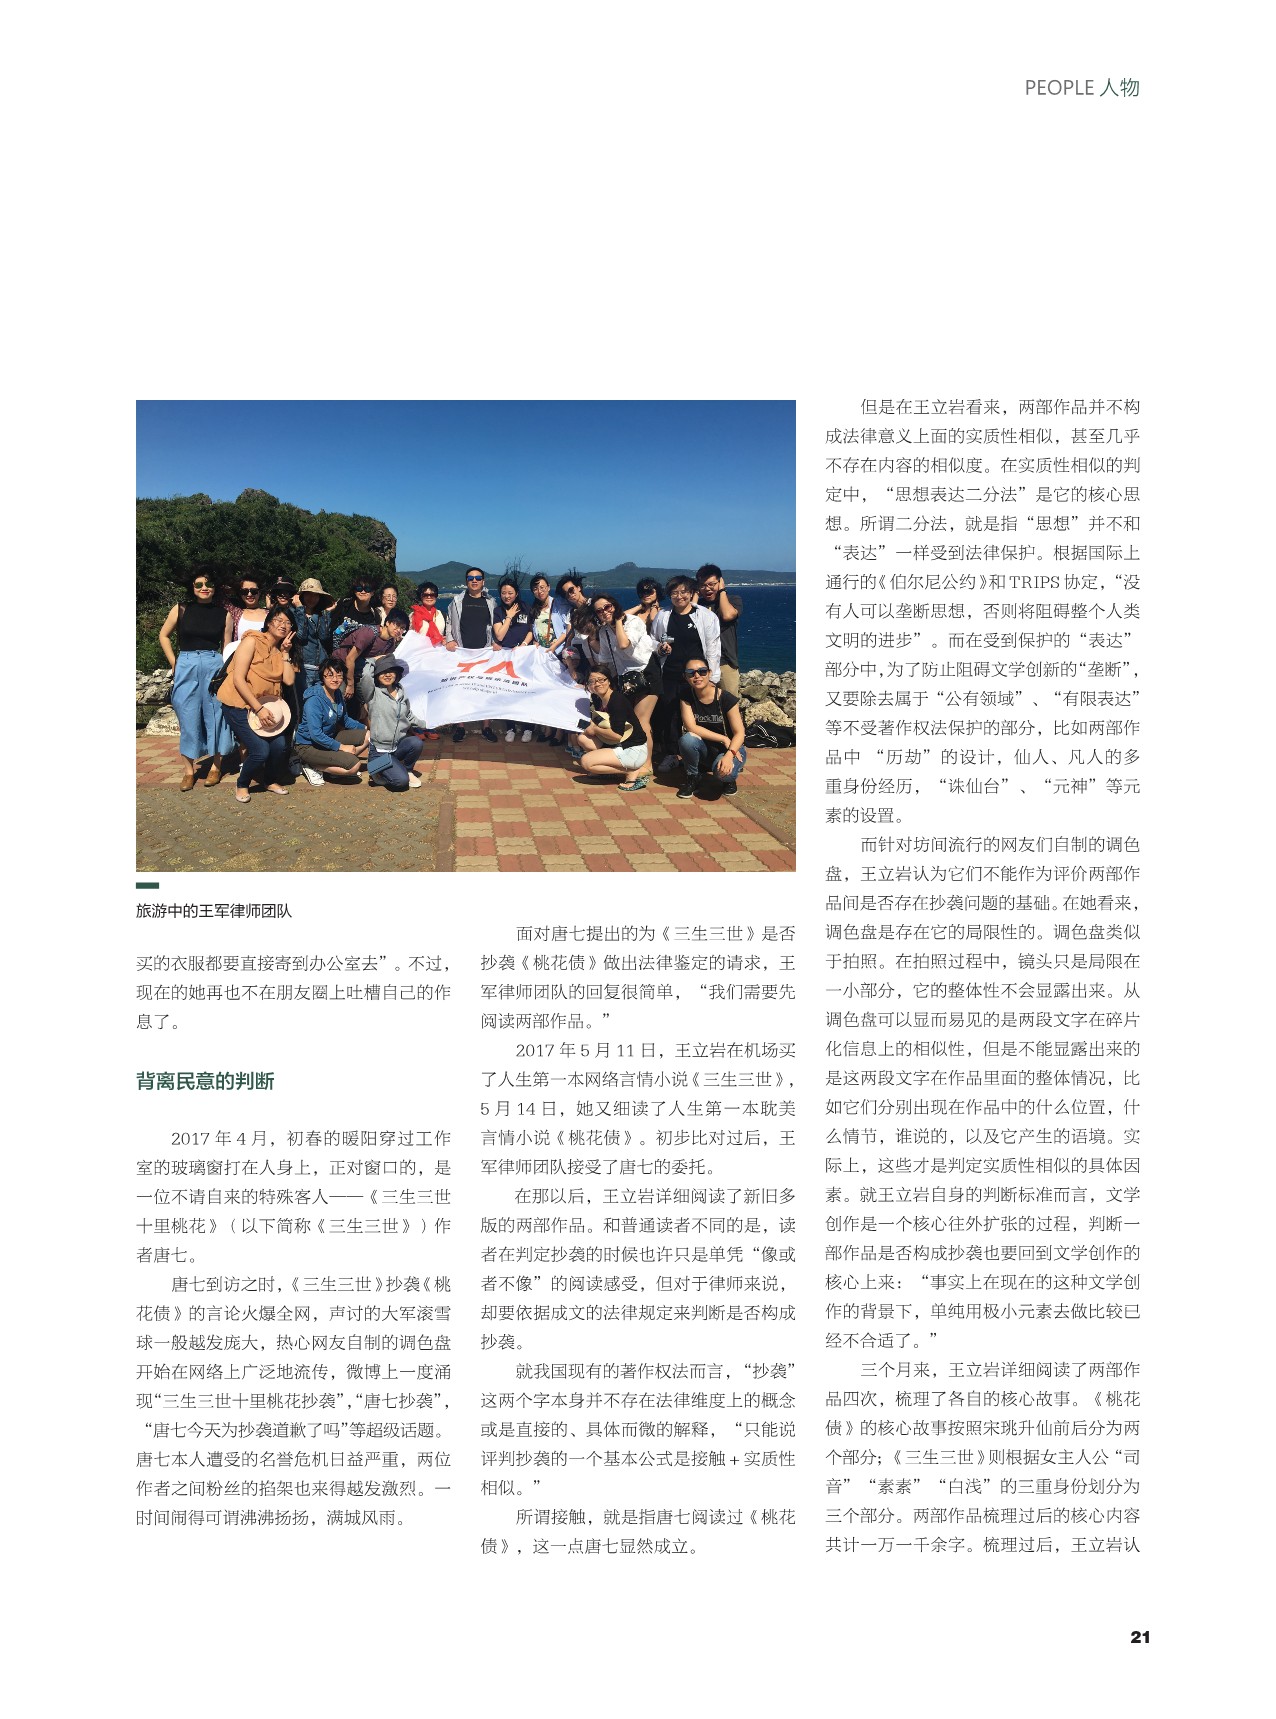 PEOPLE 人物
旅游中的王军律师团队
买的衣服都要直接寄到办公室去”。不过，
现在的她再也不在朋友圈上吐槽自己的作
息了。
背离民意的判断
2017 年 4 月，初春的暖阳穿过工作
室的玻璃窗打在人身上，正对窗口的，是
一位不请自来的特殊客人——《三生三世
十里桃花》（以下简称《三生三世》）作
者唐七。
唐七到访之时，《三生三世》抄袭《桃
花债》的言论火爆全网，声讨的大军滚雪
球一般越发庞大，热心网友自制的调色盘
开始在网络上广泛地流传，微博上一度涌
现“三生三世十里桃花抄袭”，“唐七抄袭”，
“唐七今天为抄袭道歉了吗”等超级话题。
唐七本人遭受的名誉危机日益严重，两位
作者之间粉丝的掐架也来得越发激烈。一
时间闹得可谓沸沸扬扬，满城风雨。
面对唐七提出的为《三生三世》是否
抄袭《桃花债》做出法律鉴定的请求，王
军律师团队的回复很简单，“我们需要先
阅读两部作品。”
2017 年 5 月 11 日，王立岩在机场买
了人生第一本网络言情小说《三生三世》，
5 月 14 日，她又细读了人生第一本耽美
言情小说《桃花债》。初步比对过后，王
军律师团队接受了唐七的委托。
在那以后，王立岩详细阅读了新旧多
版的两部作品。和普通读者不同的是，读
者在判定抄袭的时候也许只是单凭“像或
者不像”的阅读感受，但对于律师来说，
却要依据成文的法律规定来判断是否构成
抄袭。
就我国现有的著作权法而言，“抄袭”
这两个字本身并不存在法律维度上的概念
或是直接的、具体而微的解释，“只能说
评判抄袭的一个基本公式是接触 + 实质性
相似。”
所谓接触，就是指唐七阅读过《桃花
债》，这一点唐七显然成立。
但是在王立岩看来，两部作品并不构
成法律意义上面的实质性相似，甚至几乎
不存在内容的相似度。在实质性相似的判
定中，“思想表达二分法”是它的核心思
想。所谓二分法，就是指“思想”并不和
“表达”一样受到法律保护。根据国际上
通行的《伯尔尼公约》和 TRIPS 协定，“没
有人可以垄断思想，否则将阻碍整个人类
文明的进步”。而在受到保护的“表达”
部分中，为了防止阻碍文学创新的“垄断”，
又要除去属于“公有领域”、“有限表达”
等不受著作权法保护的部分，比如两部作
品中 “历劫”的设计，仙人、凡人的多
重身份经历，“诛仙台”、“元神”等元
素的设置。
而针对坊间流行的网友们自制的调色
盘，王立岩认为它们不能作为评价两部作
品间是否存在抄袭问题的基础。在她看来，
调色盘是存在它的局限性的。调色盘类似
于拍照。在拍照过程中，镜头只是局限在
一小部分，它的整体性不会显露出来。从
调色盘可以显而易见的是两段文字在碎片
化信息上的相似性，但是不能显露出来的
是这两段文字在作品里面的整体情况，比
如它们分别出现在作品中的什么位置，什
么情节，谁说的，以及它产生的语境。实
际上，这些才是判定实质性相似的具体因
素。就王立岩自身的判断标准而言，文学
创作是一个核心往外扩张的过程，判断一
部作品是否构成抄袭也要回到文学创作的
核心上来：“事实上在现在的这种文学创
作的背景下，单纯用极小元素去做比较已
经不合适了。”
三个月来，王立岩详细阅读了两部作
品四次，梳理了各自的核心故事。《桃花
债》的核心故事按照宋珧升仙前后分为两
个部分；《三生三世》则根据女主人公“司
音”“素素”“白浅”的三重身份划分为
三个部分。两部作品梳理过后的核心内容
共计一万一千余字。梳理过后，王立岩认
21